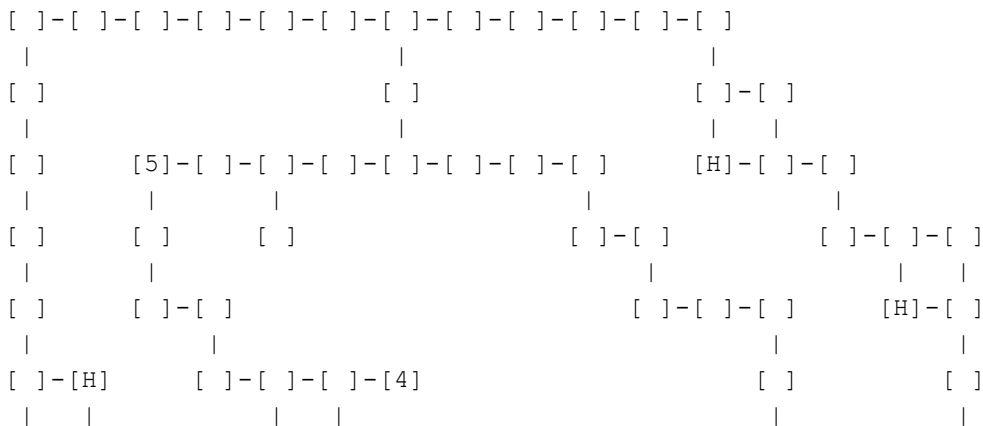 [ ]-[ ]-[ ]-[ ]-[ ]-[ ]-[ ]-[ ]-[ ]-[ ]-[ ]-[ ]
 |                       |                   |
[ ]                     [ ]                 [ ]-[ ]
 |                       |                   |   |
[ ]     [5]-[ ]-[ ]-[ ]-[ ]-[ ]-[ ]-[ ]     [H]-[ ]-[ ]
 |       |       |                   |               |
[ ]     [ ]     [ ]                 [ ]-[ ]         [ ]-[ ]-[ ]
 |       |                               |               |   |
[ ]     [ ]-[ ]                         [ ]-[ ]-[ ]     [H]-[ ]
 |           |                                   |           |
[ ]-[H]     [ ]-[ ]-[ ]-[4]                     [ ]         [ ]
 |   |           |   |                           |           |